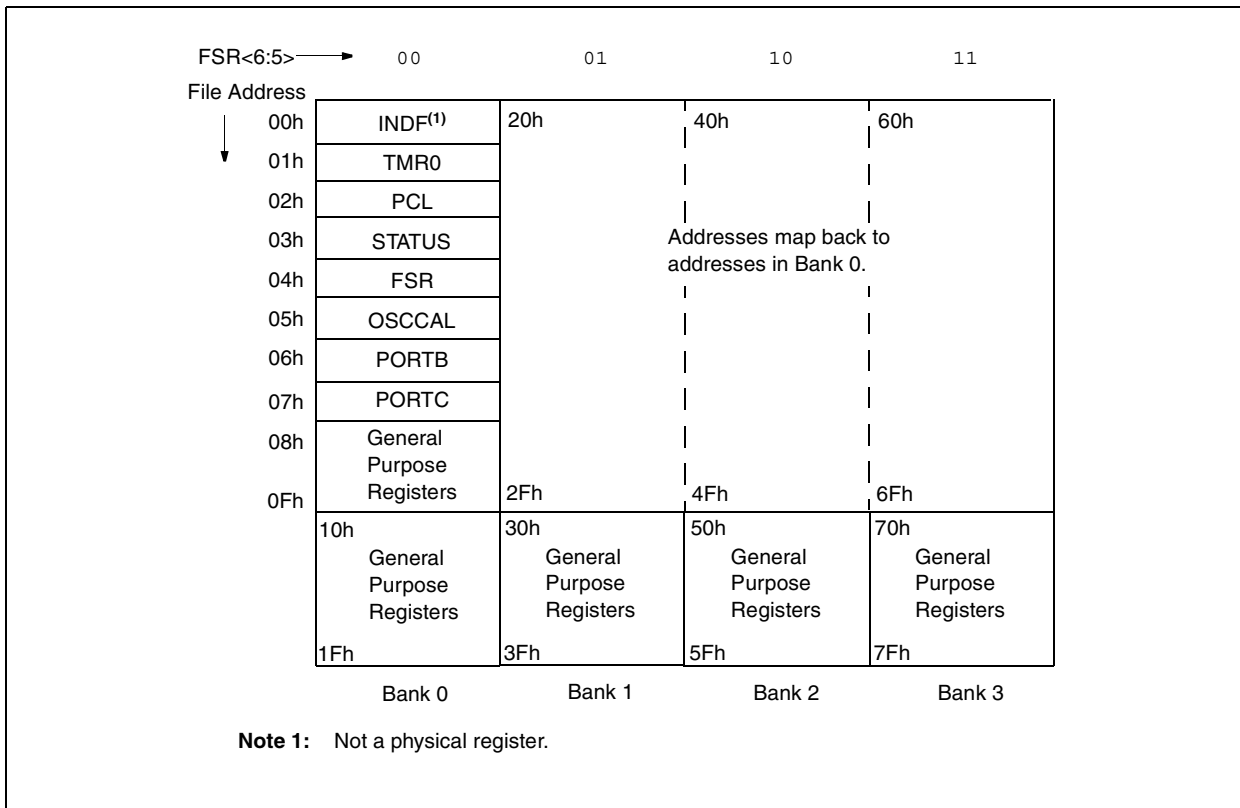 FSR<6:5> 00 01 10 11
File Address
00h INDF(1) 20h 40h 60h
01h TMR0
02h PCL
03h STATUS
Addresses map back to
addresses in Bank 0.
04h FSR
05h OSCCAL
06h PORTB
07h PORTC
08h General
Purpose
Registers
0Fh 2Fh 4Fh 6Fh
10h 30h 50h 70h
General General General General
Purpose Purpose Purpose Purpose
Registers Registers Registers Registers
1Fh 3Fh 5Fh 7Fh
Bank 0 Bank 1 Bank 2 Bank 3
Note 1: Not a physical register.